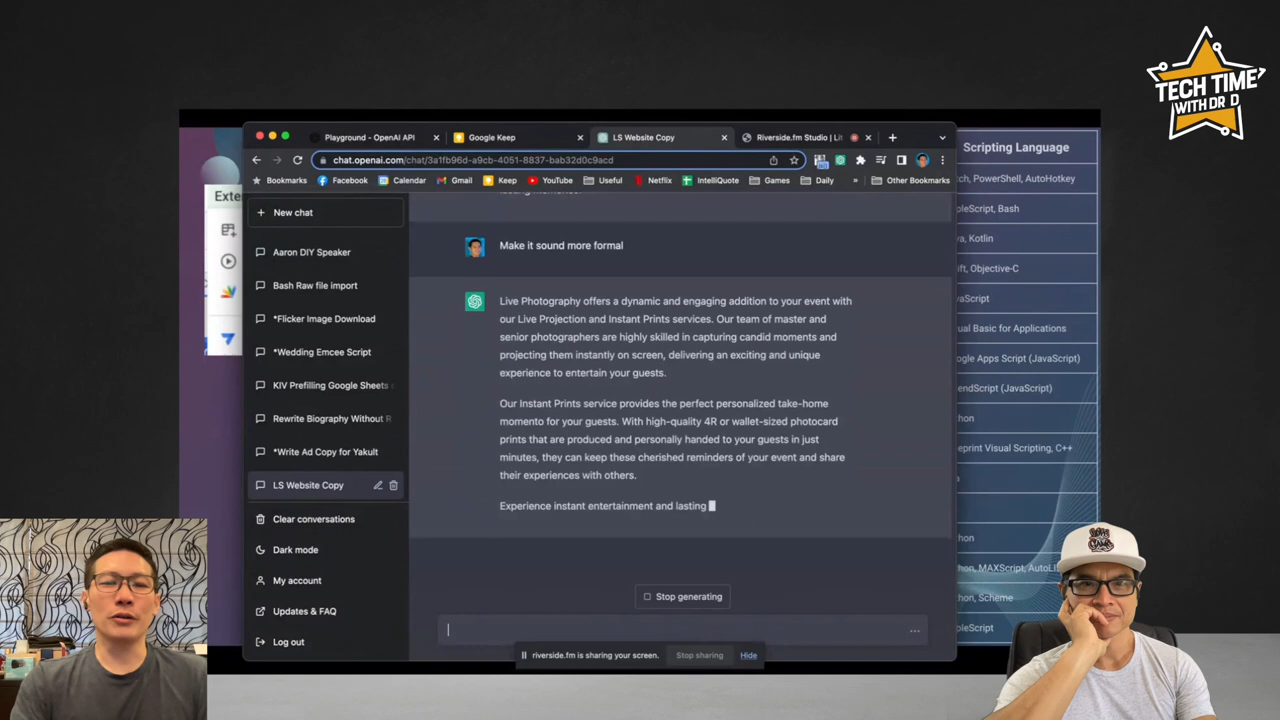 TECH TIME
WITH DR D
Playground - OpenAI API
Google Keep
LS Website Copy
Riverside.fm Studio | Li
chat.openai.com/chat/3a1fb96d-a9cb-4051-8837-bab32d0c9acd
Bookmarks Facebook Calendar Gmail Keep YouTube Useful Netflix IntelliQuote Games Daily » Other Bookmarks
Exter
New chat
Aaron DIY Speaker
Bash Raw file import
*Flicker Image Download
*Wedding Emcee Script
KIV Prefilling Google Sheets
Rewrite Biography Without R
*Write Ad Copy for Yakult
LS Website Copy
Clear conversations
Dark mode
My account
Updates & FAQ
Log out
Make it sound more formal
Live Photography offers a dynamic and engaging addition to your event with
our Live Projection and Instant Prints services. Our team of master and
senior photographers are highly skilled in capturing candid moments and
projecting them instantly on screen, delivering an exciting and unique
experience to entertain your guests.
Our Instant Prints service provides the perfect personalized take-home
momento for your guests. With high-quality 4R or wallet-sized photocard
prints that are produced and personally handed to your guests in just
minutes, they can keep these cherished reminders of your event and share
their experiences with others.
Experience instant entertainment and lasting
Stop generating
riverside.fm is sharing your screen.
Stop sharing
Hide
Scripting Language
tch, PowerShell, AutoHotkey
pleScript, Bash
va, Kotlin
ift, Objective-C
vaScript
ual Basic for Applications
ogle Apps Script (JavaScript)
endScript (JavaScript)
thon
eprint Visual Scripting, C++
hon
hon, MAXScript, AutoLI
hon, Scheme
pleScript